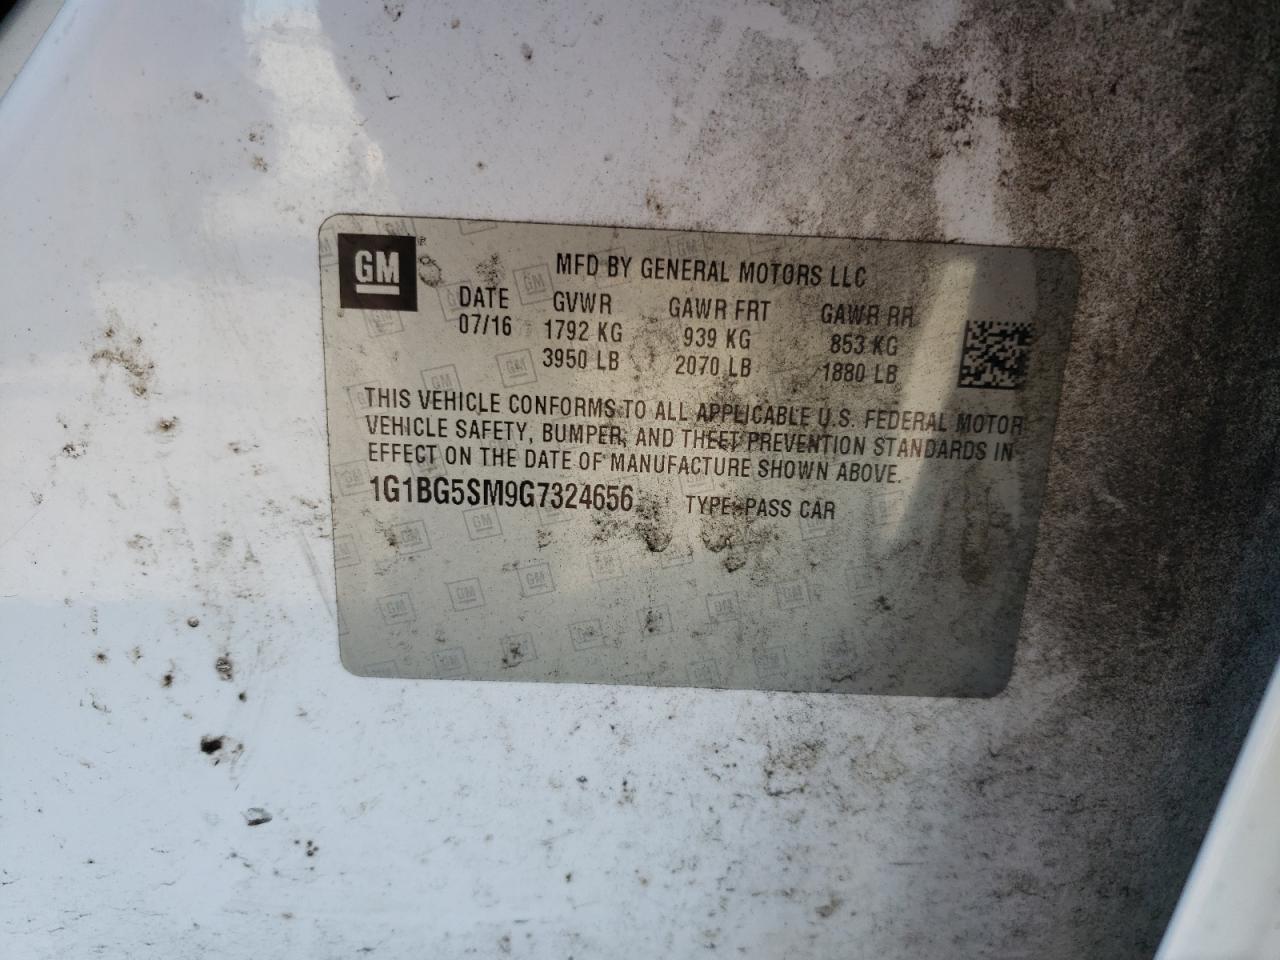 GM
MFD BY GENERAL MOTORS LLC
DATE GVWR GAWR FRT GAWR RR
07/16 1792 KG 939 KG 853 KG
3950 LB 2070 LB 1880 LB
THIS VEHICLE CONFORMS TO ALL APPLICABLE U.S. FEDERAL MOTOR
VEHICLE SAFETY, BUMPER, AND THEFT PREVENTION STANDARDS IN
EFFECT ON THE DATE OF MANUFACTURE SHOWN ABOVE.
1G1BG5SM9G7324656 TYPE: PASS CAR